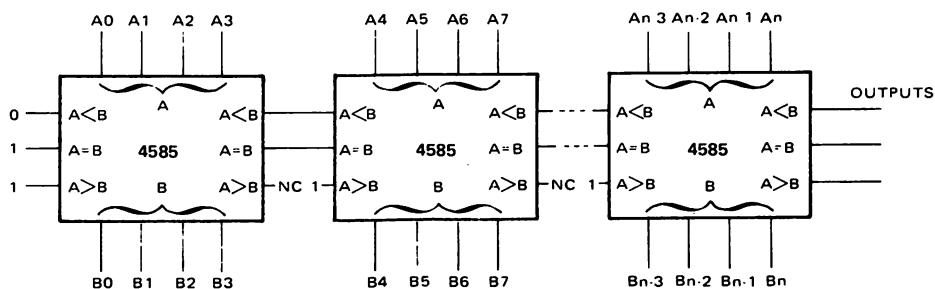 A0 A1 A2 A3 A4 A5 A6 A7 An-3 An-2 An-1 An
A A A
OUTPUTS
0 A<B A<B A<B A<B A<B A<B
1 A=B 4585 A=B A=B 4585 A=B A=B 4585 A=B
1 A>B B A>B NC 1 A>B B A>B NC 1 A>B B A>B
B0 B1 B2 B3 B4 B5 B6 B7 Bn-3 Bn-2 Bn-1 Bn